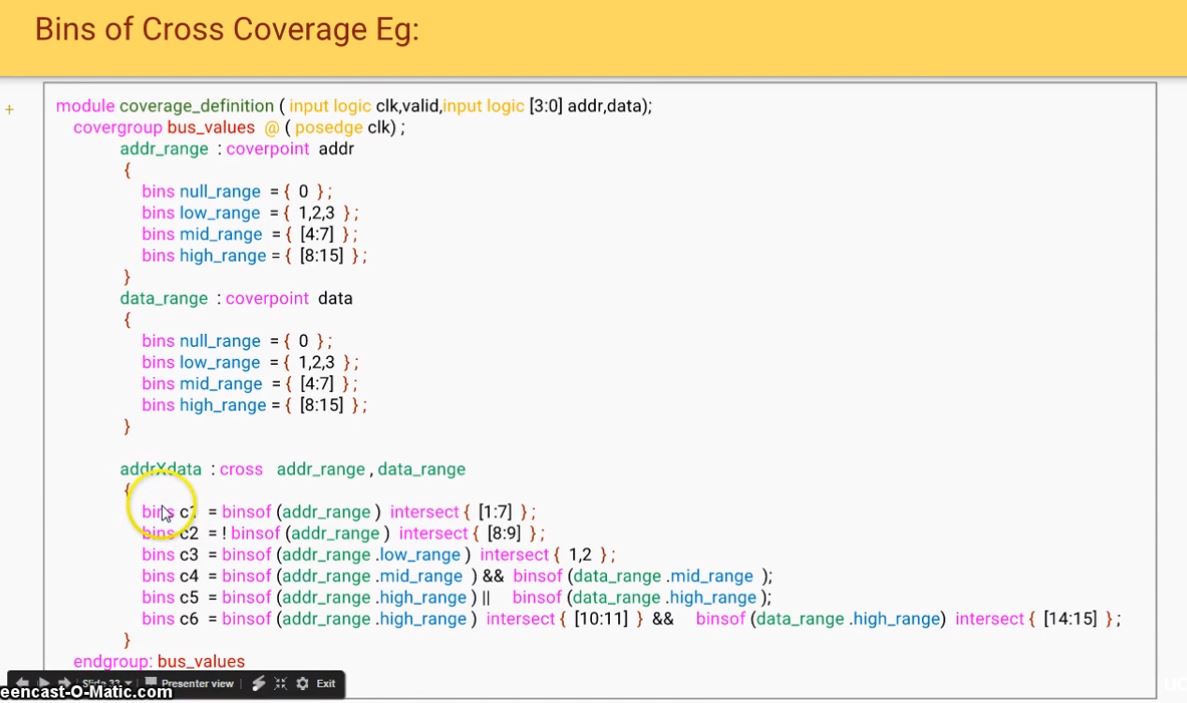 Bins of Cross Coverage Eg:
+
module coverage_definition ( input logic clk,valid,input logic [3:0] addr,data);
covergroup bus_values @ ( posedge clk) ;
addr_range : coverpoint addr
{
bins null_range = { 0 } ;
bins low_range = { 1,2,3 } ;
bins mid_range = { [4:7] } ;
bins high_range = { [8:15] } ;
}
data_range : coverpoint data
{
bins null_range = { 0 } ;
bins low_range = { 1,2,3 } ;
bins mid_range = { [4:7] } ;
bins high_range = { [8:15] } ;
}
addrXdata : cross addr_range , data_range
{
bins c1 = binsof (addr_range ) intersect { [1:7] } ;
bins c2 = ! binsof (addr_range ) intersect { [8:9] } ;
bins c3 = binsof (addr_range .low_range ) intersect { 1,2 } ;
bins c4 = binsof (addr_range .mid_range ) && binsof (data_range .mid_range );
bins c5 = binsof (addr_range .high_range ) || binsof (data_range .high_range );
bins c6 = binsof (addr_range .high_range ) intersect { [10:11] } && binsof (data_range .high_range) intersect { [14:15] } ;
}
endgroup: bus_values
Presenter view Exit
eencast-O-Matic.com